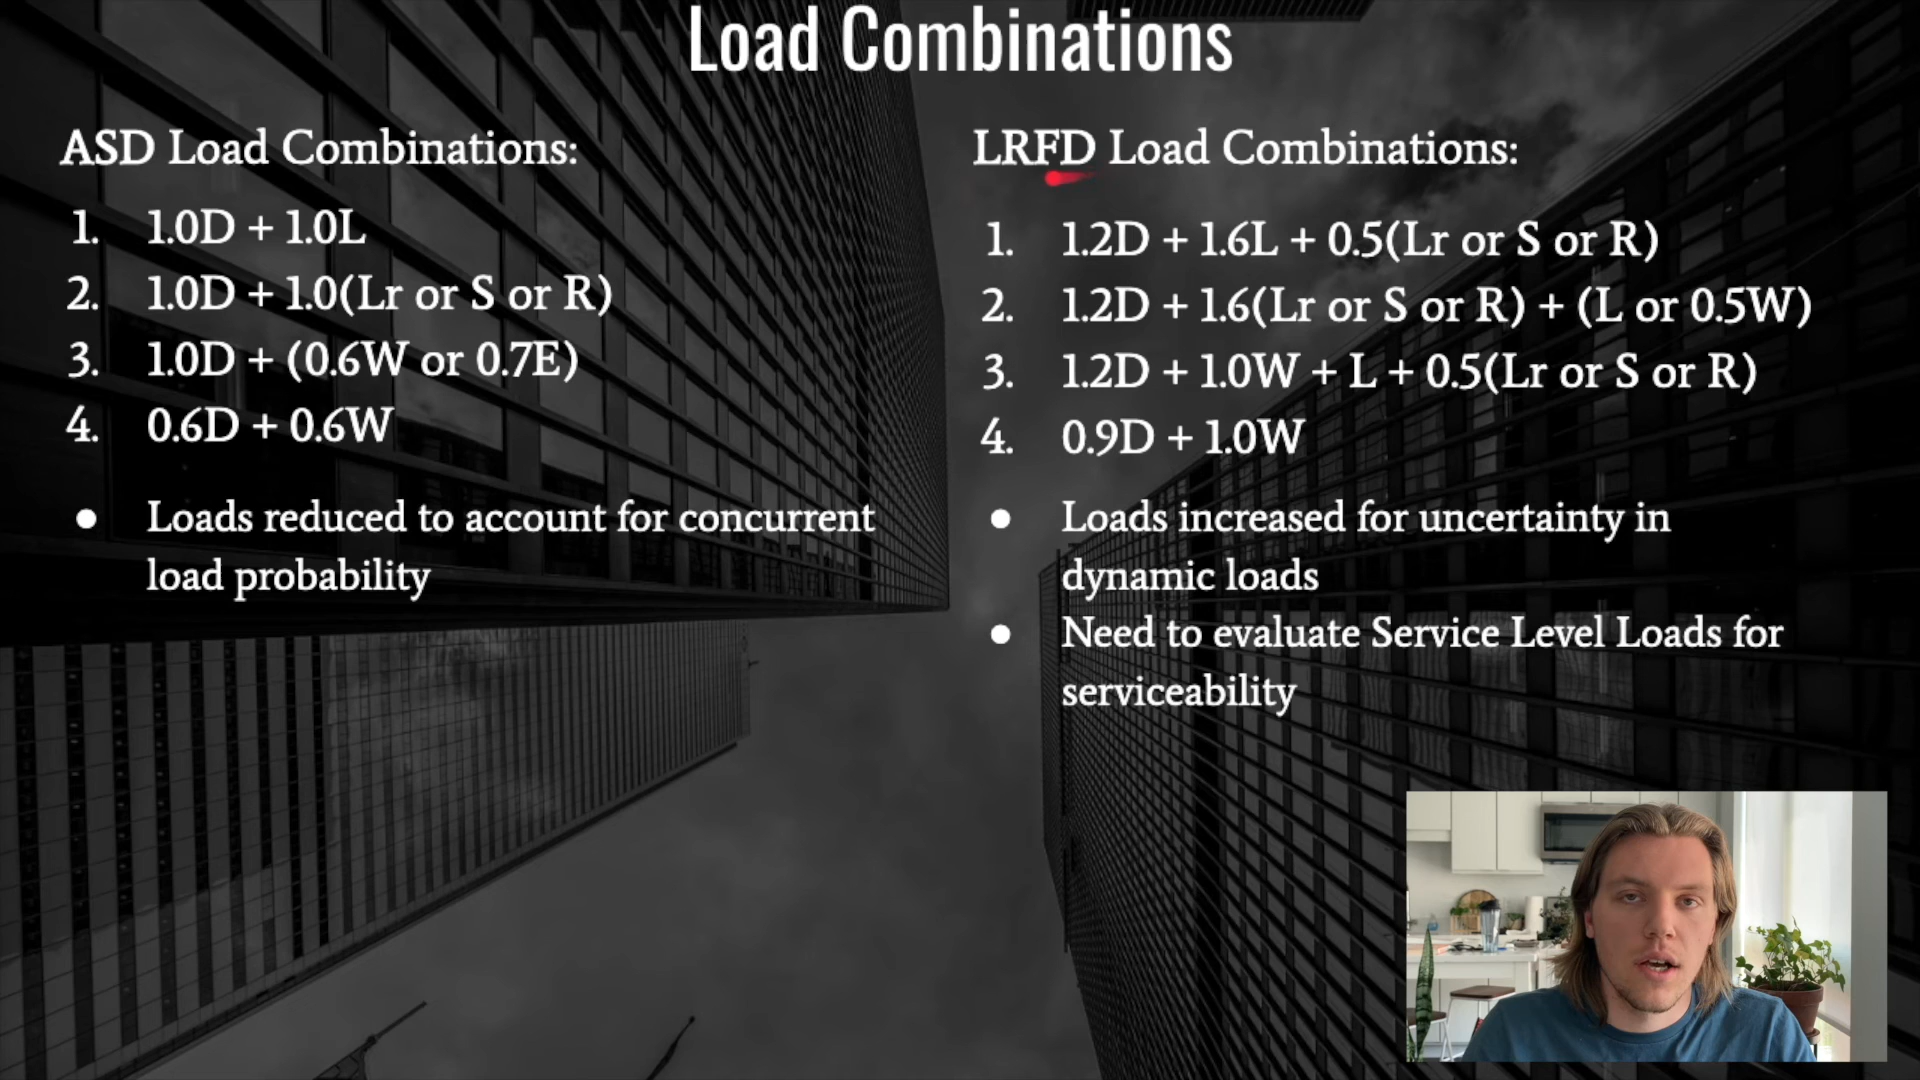 Load Combinations
ASD Load Combinations:
1. 1.0D + 1.0L
2. 1.0D + 1.0(Lr or S or R)
3. 1.0D + (0.6W or 0.7E)
4. 0.6D + 0.6W
● Loads reduced to account for concurrent
load probability
LRFD Load Combinations:
1. 1.2D + 1.6L + 0.5(Lr or S or R)
2. 1.2D + 1.6(Lr or S or R) + (L or 0.5W)
3. 1.2D + 1.0W + L + 0.5(Lr or S or R)
4. 0.9D + 1.0W
● Loads increased for uncertainty in
dynamic loads
● Need to evaluate Service Level Loads for
serviceability